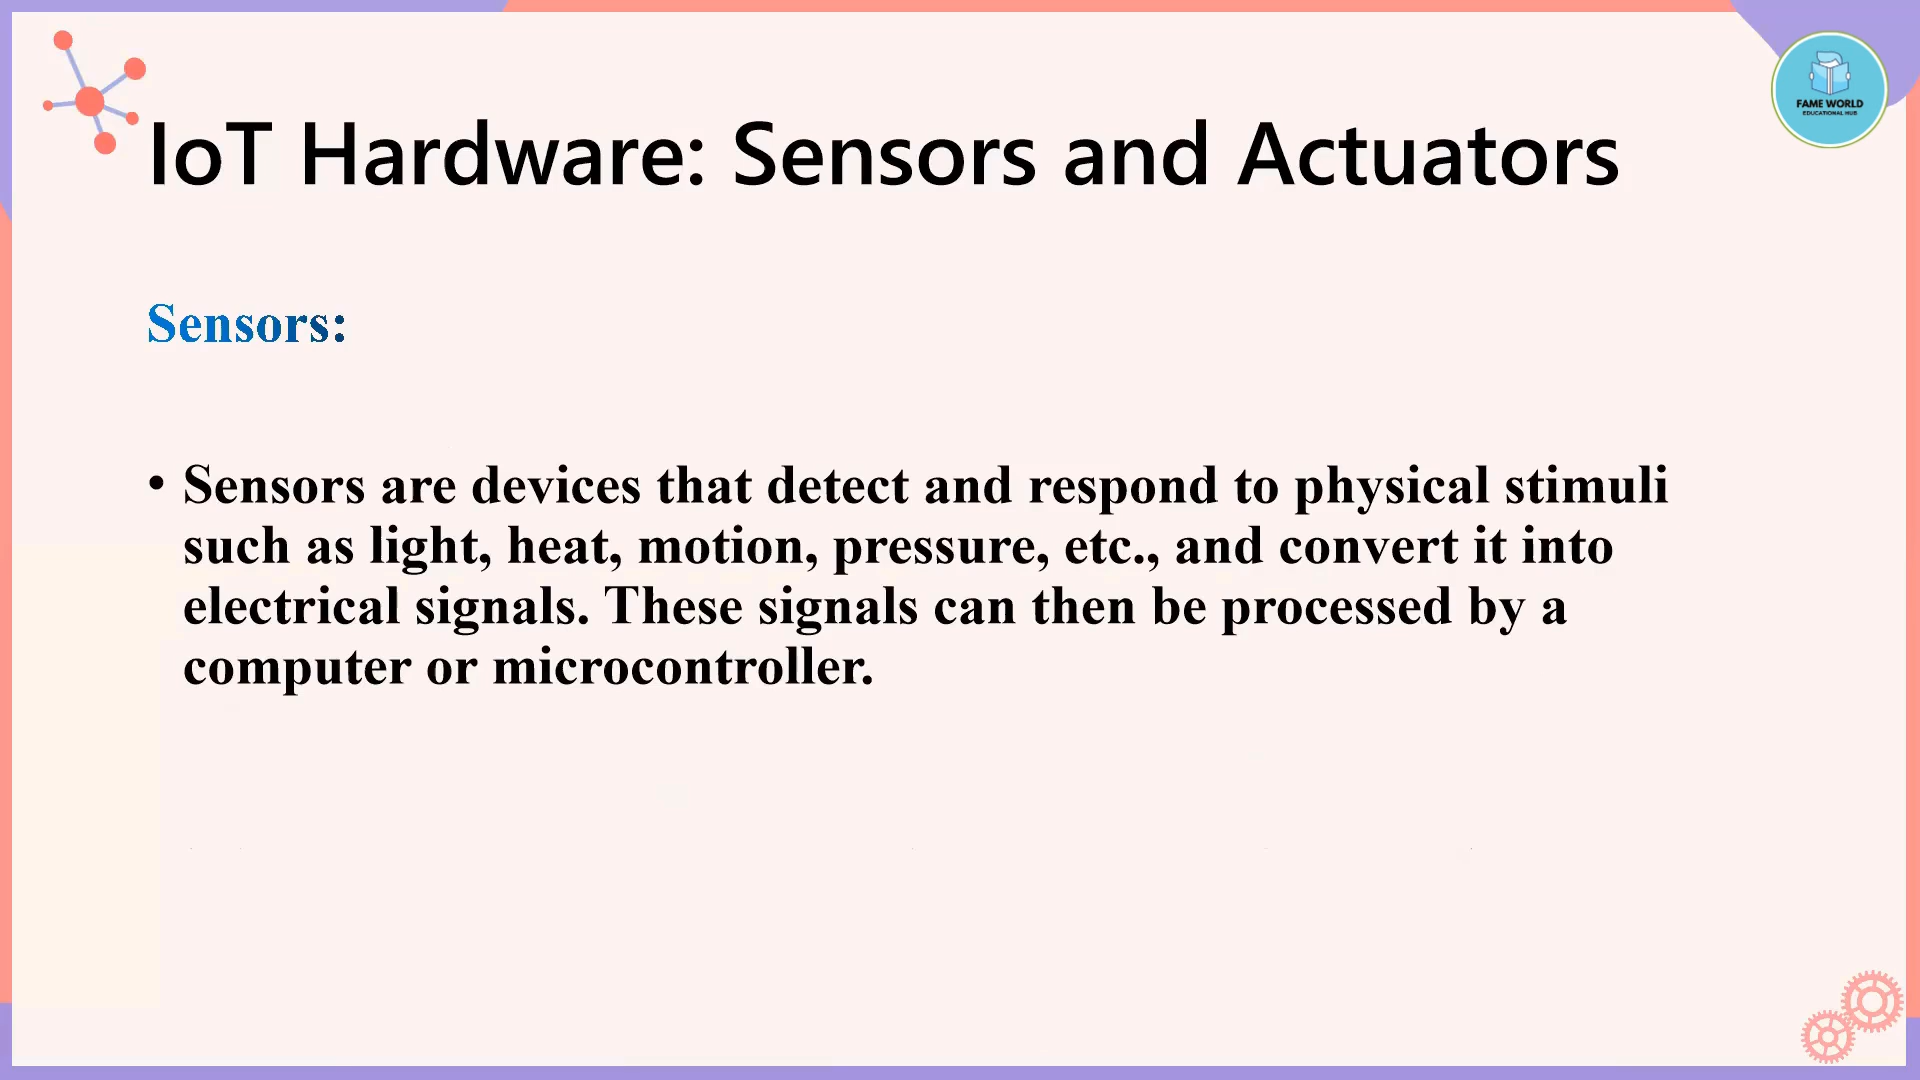 FAME WORLD
EDUCATIONAL HUB
IoT Hardware: Sensors and Actuators
Sensors:
• Sensors are devices that detect and respond to physical stimuli
such as light, heat, motion, pressure, etc., and convert it into
electrical signals. These signals can then be processed by a
computer or microcontroller.